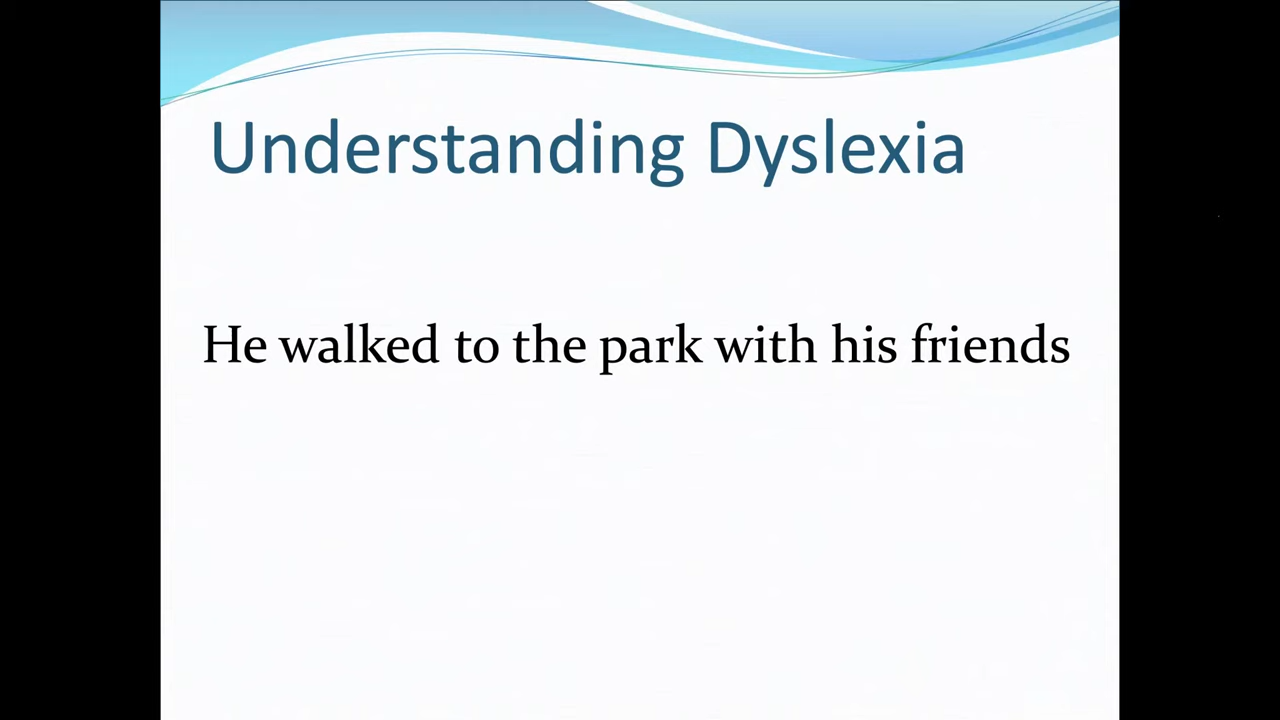 Understanding Dyslexia
He walked to the park with his friends